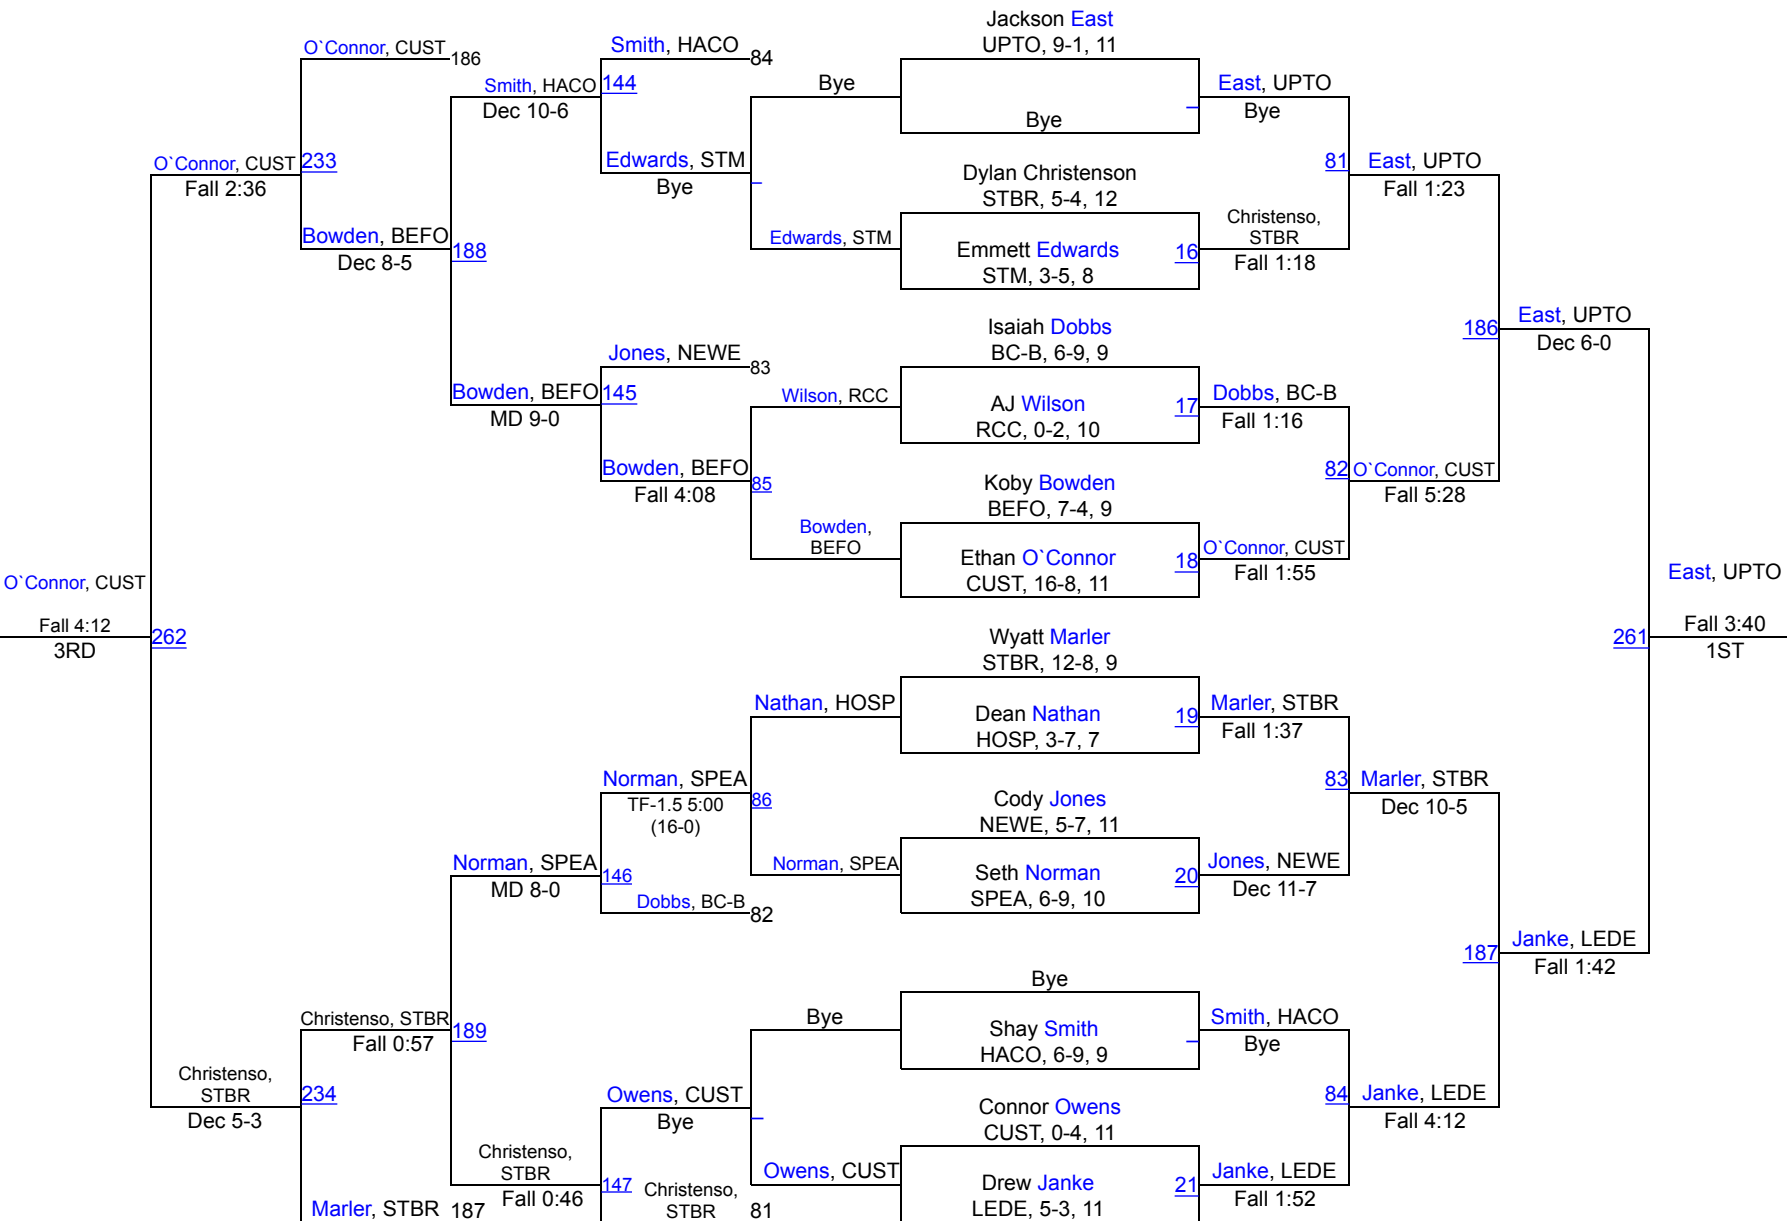 Jackson East
UPTO, 9-1, 11
Bye
Dylan Christenson
STBR, 5-4, 12
Emmett Edwards
STM, 3-5, 8
16
Isaiah Dobbs
BC-B, 6-9, 9
AJ Wilson
RCC, 0-2, 10
17
Koby Bowden
BEFO, 7-4, 9
Ethan O`Connor
CUST, 16-8, 11
18
Wyatt Marler
STBR, 12-8, 9
Dean Nathan
HOSP, 3-7, 7
19
Cody Jones
NEWE, 5-7, 11
Seth Norman
SPEA, 6-9, 10
20
Bye
Shay Smith
HACO, 6-9, 9
Connor Owens
CUST, 0-4, 11
Drew Janke
LEDE, 5-3, 11
21
East, UPTO
Bye
81
Christenso,
STBR
Fall 1:18
Dobbs, BC-B
Fall 1:16
82
O`Connor, CUST
Fall 1:55
Marler, STBR
Fall 1:37
83
Jones, NEWE
Dec 11-7
Smith, HACO
Bye
84
Janke, LEDE
Fall 1:52
East, UPTO
Fall 1:23
186
O`Connor, CUST
Fall 5:28
Marler, STBR
Dec 10-5
187
Janke, LEDE
Fall 4:12
East, UPTO
Dec 6-0
261
Janke, LEDE
Fall 1:42
East, UPTO
Fall 3:40
1ST
Bye
Edwards, STM
Wilson, RCC
85
Bowden,
BEFO
Nathan, HOSP
86
Norman, SPEA
Bye
Owens, CUST
Smith, HACO
84
144
Edwards, STM
Bye
Jones, NEWE
83
145
Bowden, BEFO
Fall 4:08
Norman, SPEA
TF-1.5 5:00
(16-0)
146
Dobbs, BC-B
82
Owens, CUST
Bye
147
Christenso,
STBR
81
Smith, HACO
Dec 10-6
188
Bowden, BEFO
MD 9-0
Norman, SPEA
MD 8-0
189
Christenso,
STBR
Fall 0:46
O`Connor, CUST
186
233
Bowden, BEFO
Dec 8-5
Christenso, STBR
Fall 0:57
234
Marler, STBR
187
O`Connor, CUST
Fall 2:36
262
Christenso,
STBR
Dec 5-3
O`Connor, CUST
Fall 4:12
3RD